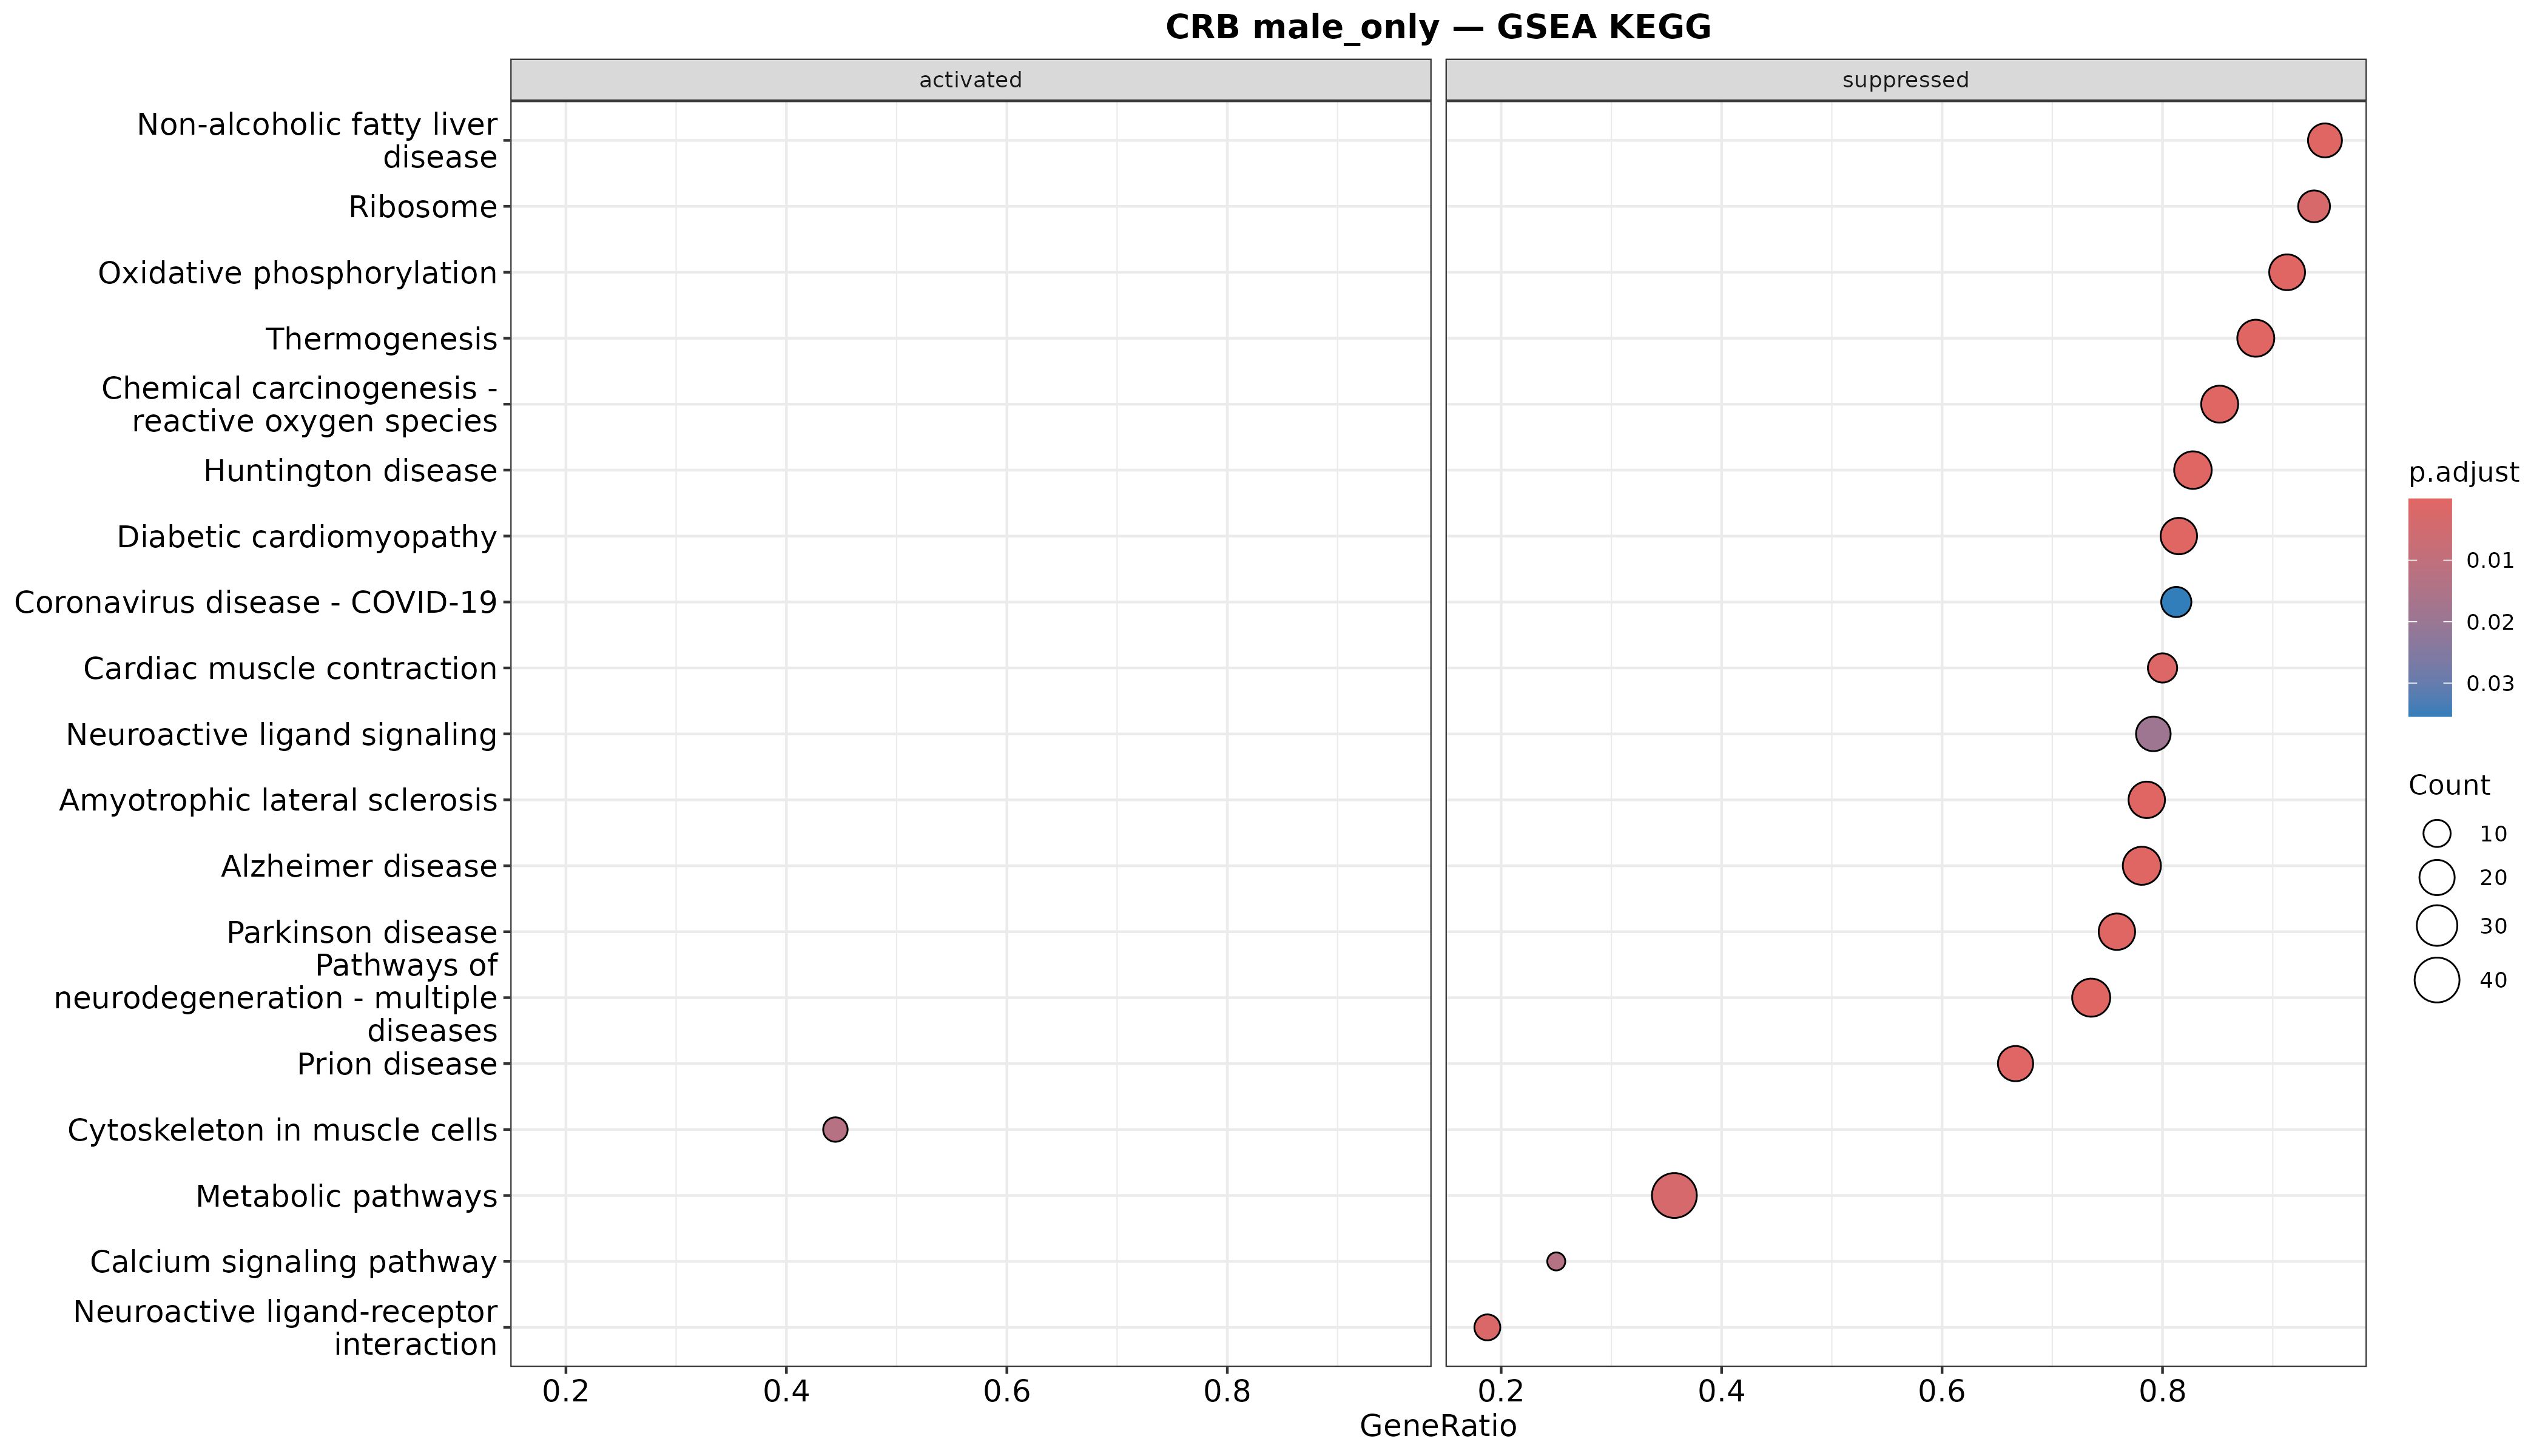 CRB male_only — GSEA KEGG
activated
suppressed
Non-alcoholic fatty liver
disease
Ribosome
Oxidative phosphorylation
Thermogenesis
Chemical carcinogenesis -
reactive oxygen species
Huntington disease
Diabetic cardiomyopathy
Coronavirus disease - COVID-19
Cardiac muscle contraction
Neuroactive ligand signaling
Amyotrophic lateral sclerosis
Alzheimer disease
Parkinson disease
Pathways of
neurodegeneration - multiple
diseases
Prion disease
Cytoskeleton in muscle cells
Metabolic pathways
Calcium signaling pathway
Neuroactive ligand-receptor
interaction
0.2 0.4 0.6 0.8
0.2 0.4 0.6 0.8
GeneRatio
p.adjust
0.01
0.02
0.03
Count
10
20
30
40